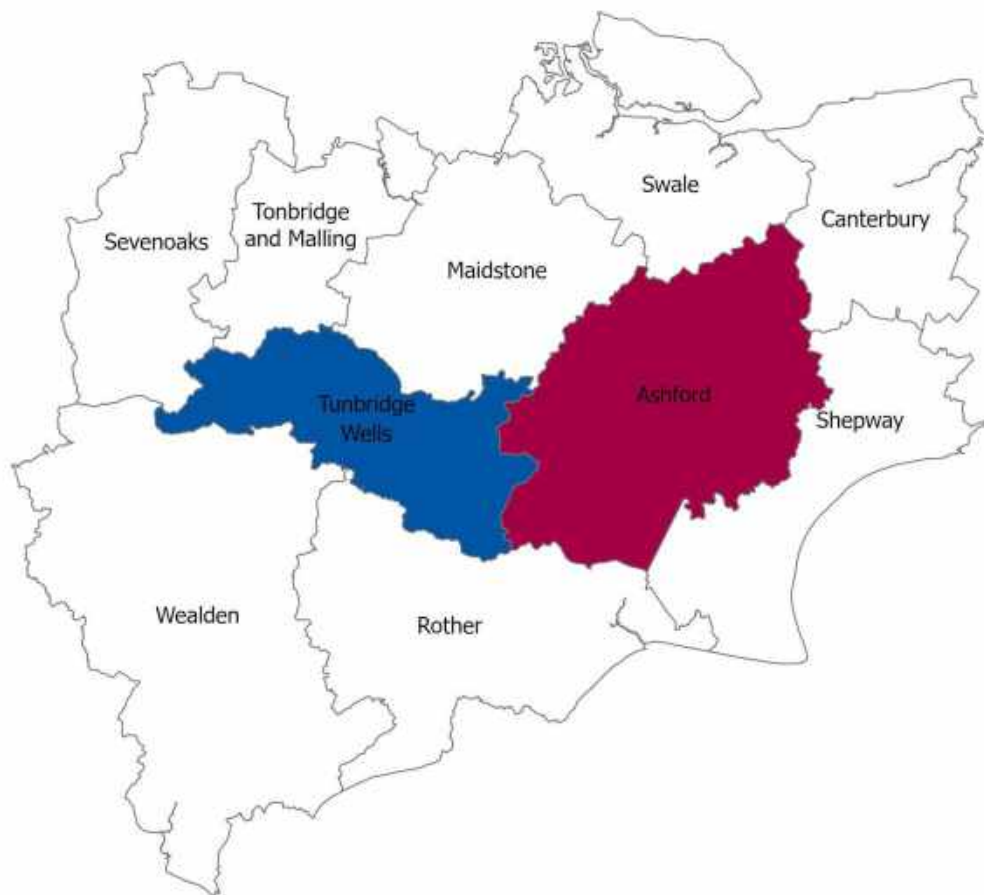 Swale
Canterbury
Tonbridge
and Malling
Sevenoaks
Maidstone
Ashford
Tunbridge
Wells
Shepway
Wealden
Rother